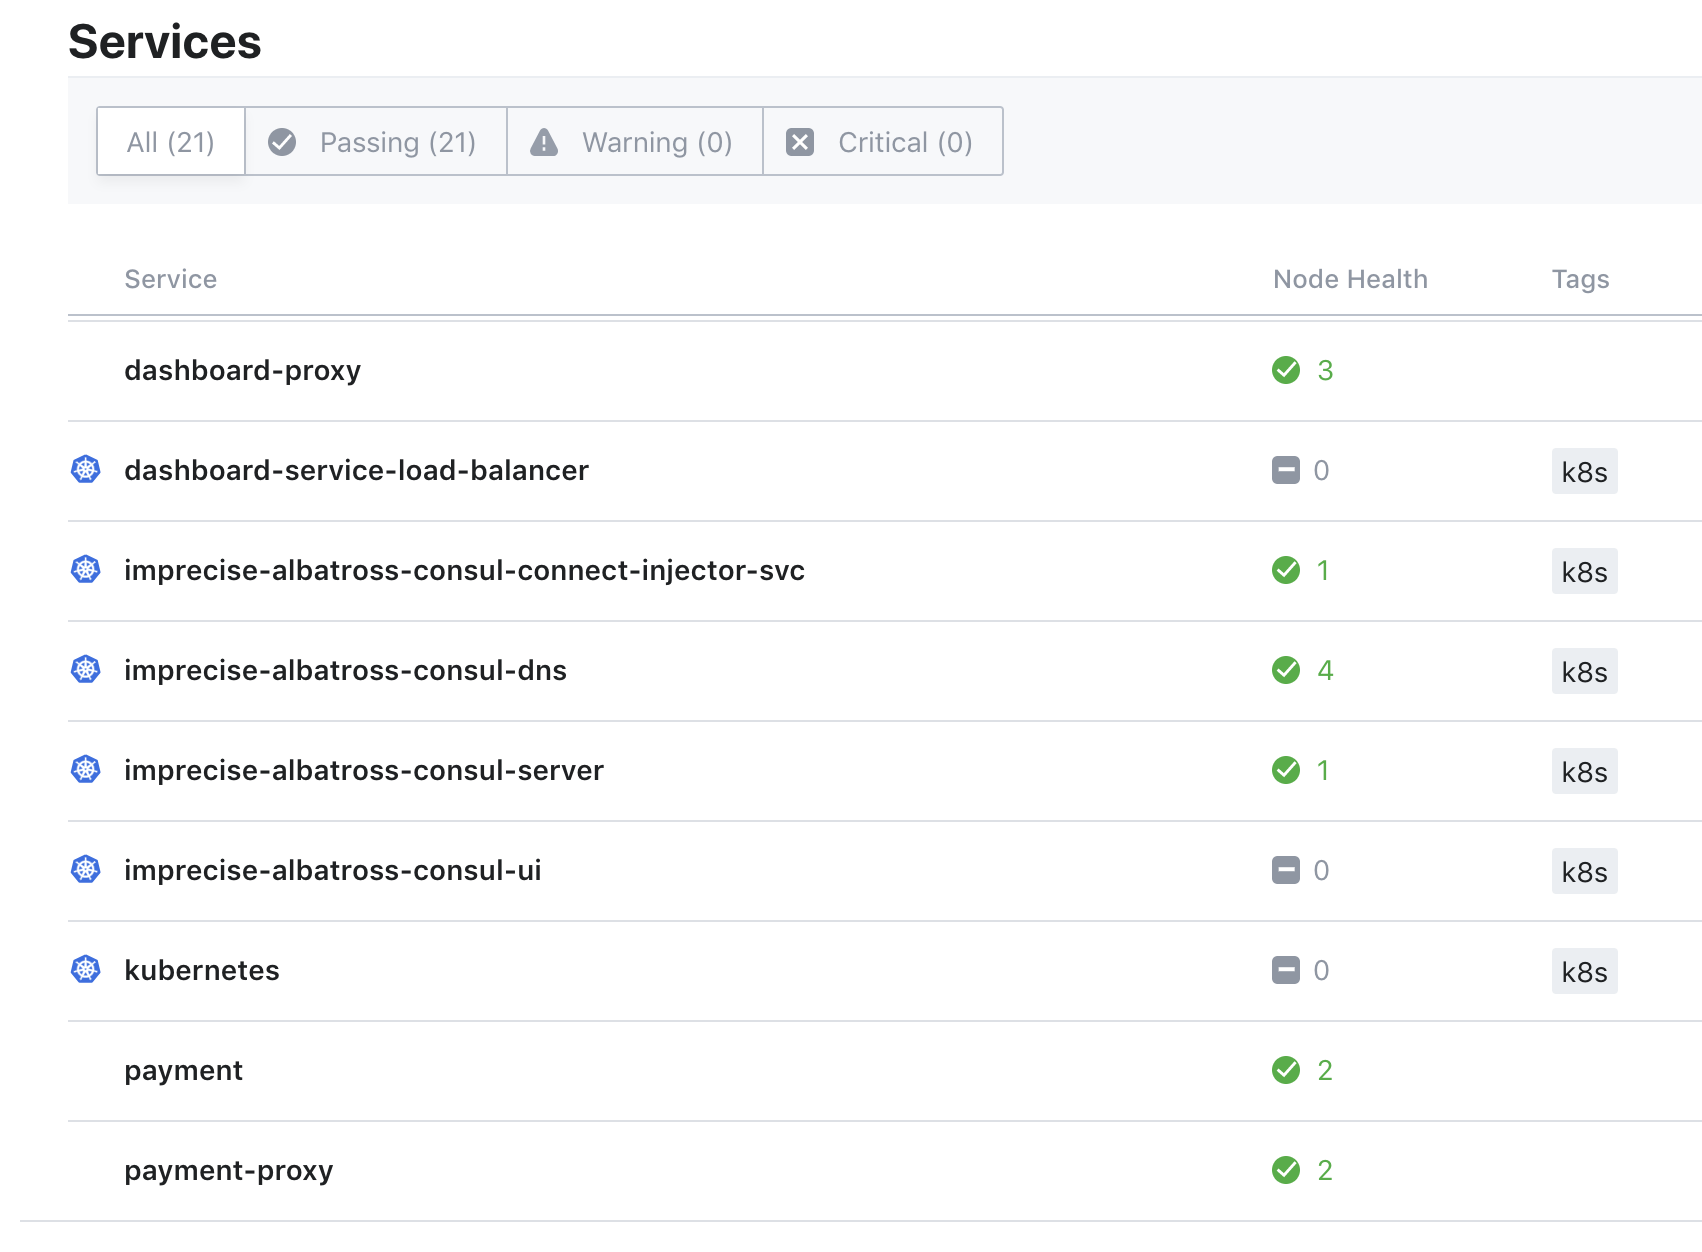 Services
All (21) Passing (21) Warning (0) Critical (0)
Service Node Health Tags
dashboard-proxy 3
dashboard-service-load-balancer 0 k8s
imprecise-albatross-consul-connect-injector-svc 1 k8s
imprecise-albatross-consul-dns 4 k8s
imprecise-albatross-consul-server 1 k8s
imprecise-albatross-consul-ui 0 k8s
kubernetes 0 k8s
payment 2
payment-proxy 2